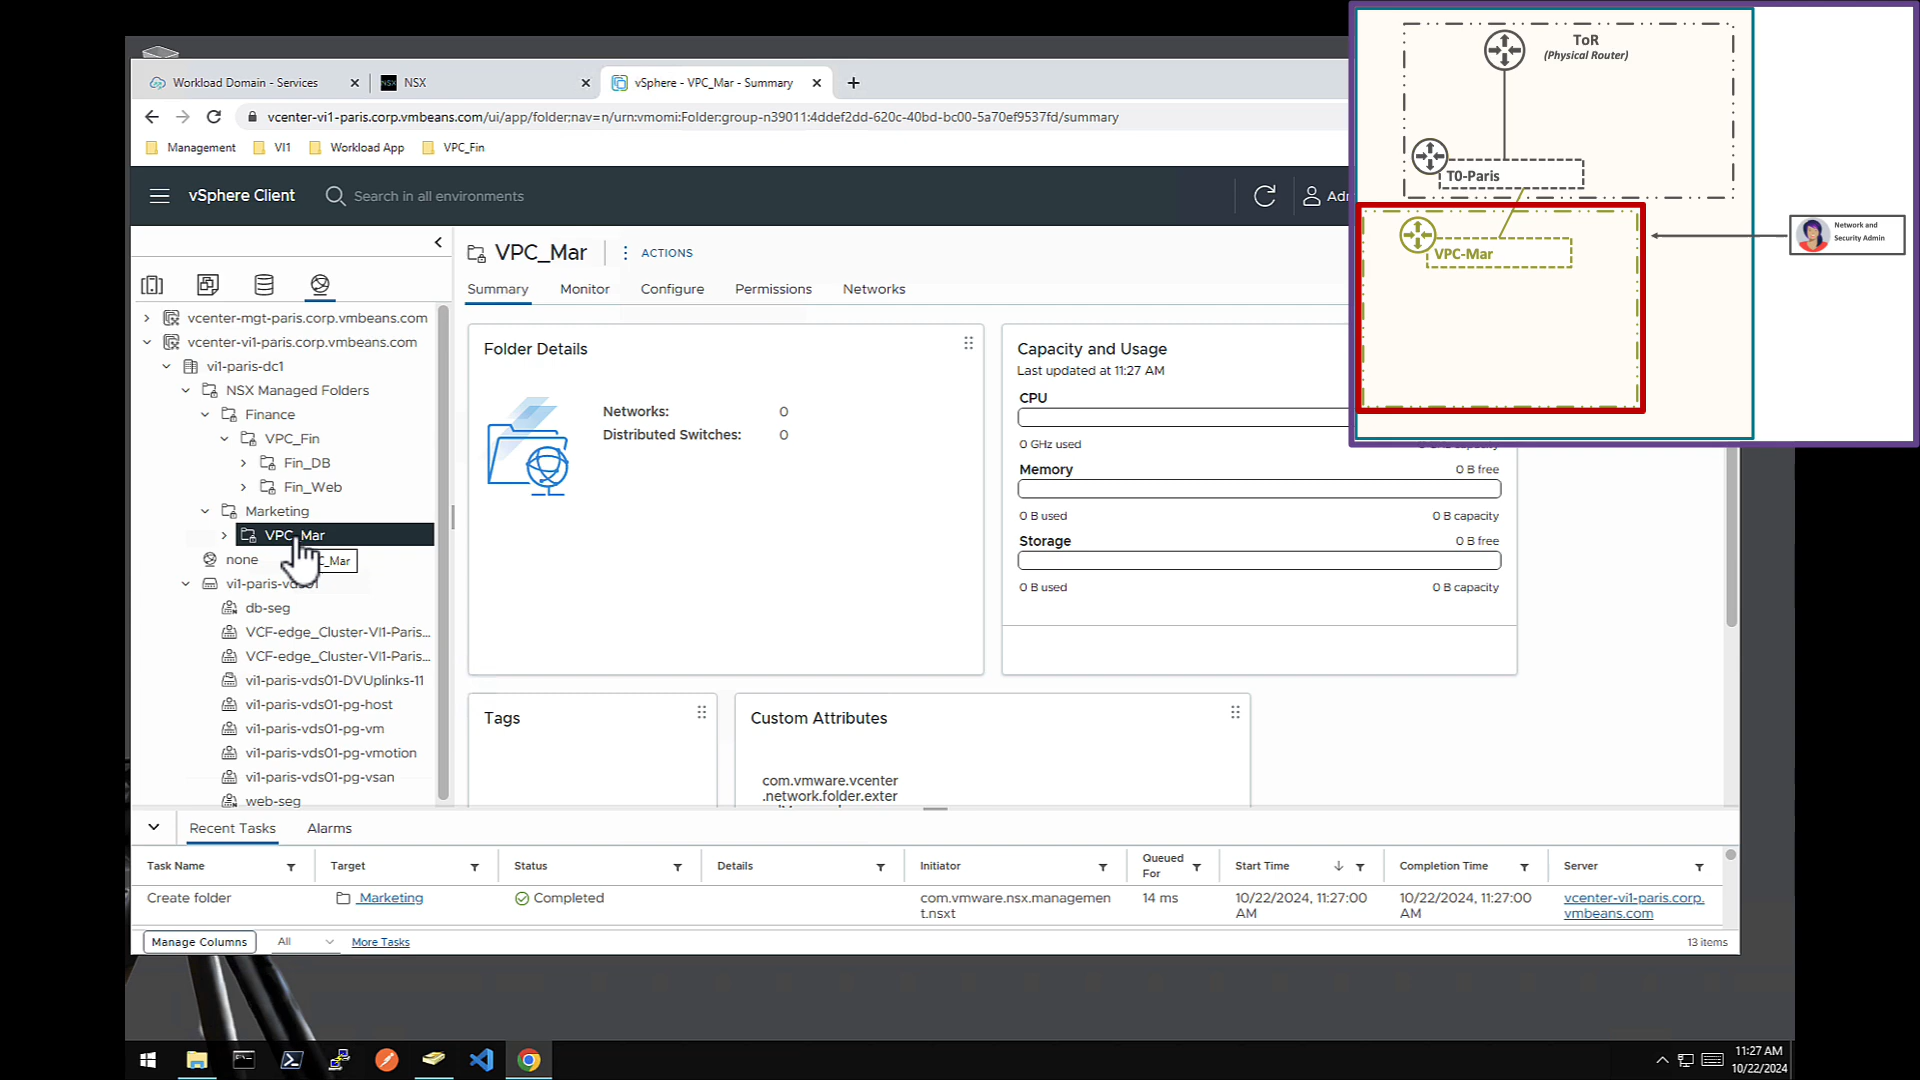 Workload Domain - Services
NSX
NSX
vSphere - VPC_Mar - Summary
vcenter-vi1-paris.corp.vmbeans.com/ui/app/folder;nav=n/urn:vmomi:Folder:group-n39011:4ddef2dd-620c-40bd-bc00-5a70ef9537fd/summary
Management
VI1
Workload App
VPC_Fin
vSphere Client
Search in all environments
VPC_Mar
ACTIONS
Summary
Monitor
Configure
Permissions
Networks
vcenter-mgt-paris.corp.vmbeans.com
vcenter-vi1-paris.corp.vmbeans.com
vi1-paris-dc1
NSX Managed Folders
Finance
VPC_Fin
Fin_DB
Fin_Web
Marketing
VPC_Mar
none
vi1-paris-vds01
db-seg
VCF-edge_Cluster-VI1-Paris...
VCF-edge_Cluster-VI1-Paris...
vi1-paris-vds01-DVUplinks-11
vi1-paris-vds01-pg-host
vi1-paris-vds01-pg-vm
vi1-paris-vds01-pg-vmotion
vi1-paris-vds01-pg-vsan
web-seg
Folder Details
Networks: 0
Distributed Switches: 0
Capacity and Usage
Last updated at 11:27 AM
CPU
0 GHz used
Memory
0 B free
0 B used
0 B capacity
Storage
0 B free
0 B used
0 B capacity
Tags
Custom Attributes
com.vmware.vcenter
.network.folder.exter
ToR
(Physical Router)
T0-Paris
VPC-Mar
Network and
Security Admin
Recent Tasks
Alarms
Task Name
Target
Status
Details
Initiator
Queued
For
Start Time
Completion Time
Server
Create folder
Marketing
Completed
com.vmware.nsx.managemen
t.nsxt
14 ms
10/22/2024, 11:27:00
AM
10/22/2024, 11:27:00
AM
vcenter-vi1-paris.corp.
vmbeans.com
Manage Columns
All
More Tasks
13 items
11:27 AM
10/22/2024